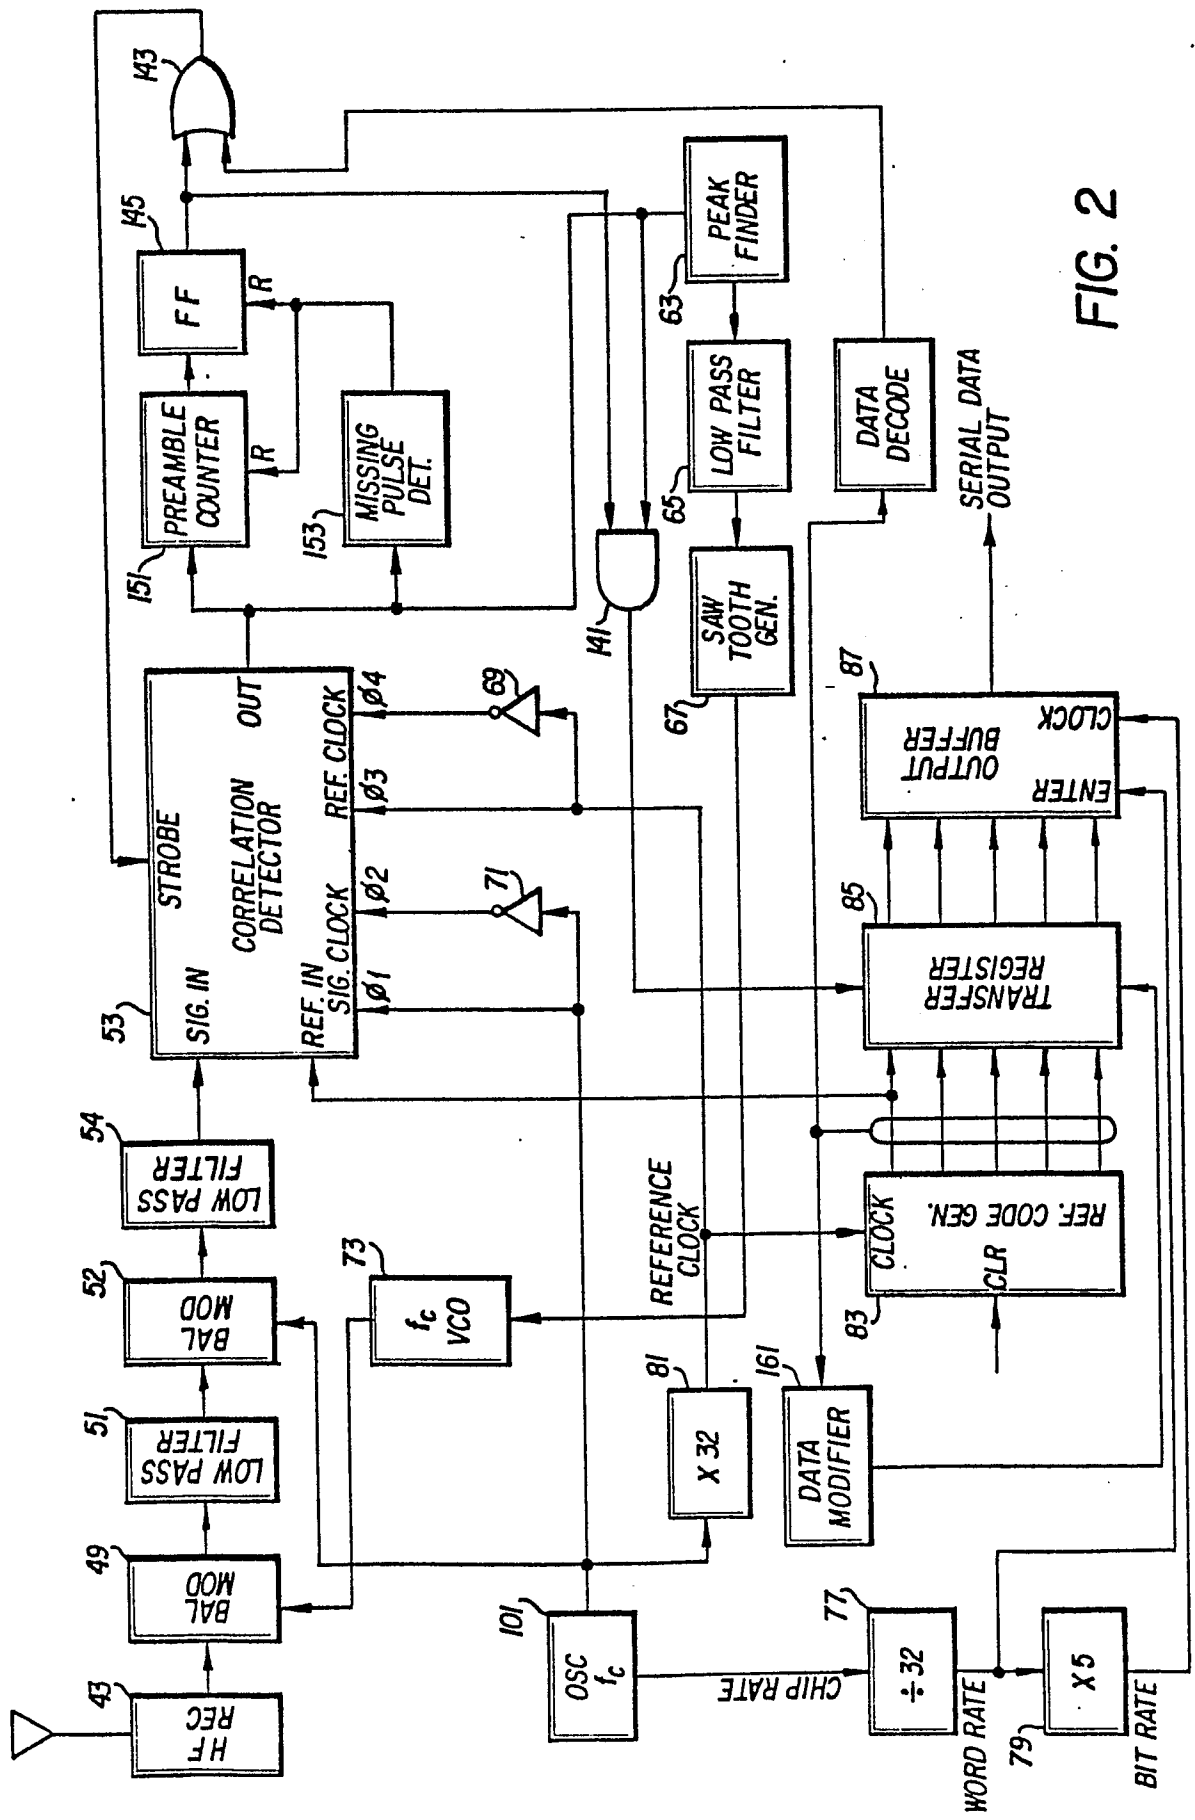 43
HF
REC
49
BAL
MOD
51
LOW PASS
FILTER
52
BAL
MOD
54
LOW PASS
FILTER
53
SIG. IN
STROBE
CORRELATION
DETECTOR
OUT
REF. IN
SIG. CLOCK
REF. CLOCK
Ø1
Ø2
Ø3
Ø4
71
69
151
PREAMBLE
COUNTER
R
145
FF
R
143
153
MISSING
PULSE
DET.
141
63
PEAK
FINDER
65
LOW PASS
FILTER
67
SAW
TOOTH
GEN.
73
fc
VCO
101
OSC
fc
81
X 32
REFERENCE
CLOCK
161
DATA
MODIFIER
DATA
DECODE
CHIP RATE
77
÷32
WORD RATE
79
X 5
BIT RATE
83
CLOCK
CLR
REF. CODE GEN.
85
TRANSFER
REGISTER
87
OUTPUT
BUFFER
ENTER
CLOCK
SERIAL DATA
OUTPUT
FIG. 2